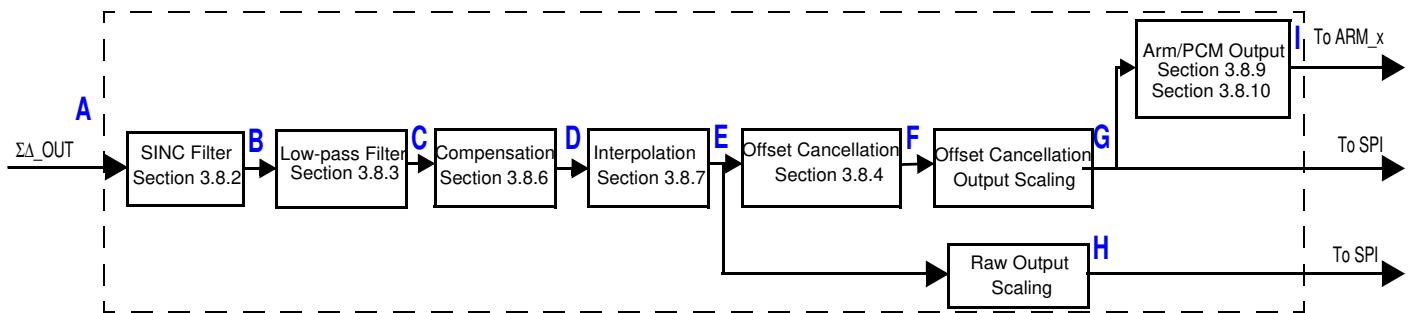 I
To ARM_x
Arm/PCM Output
Section 3.8.9
Section 3.8.10
A
ΣΔ_OUT
SINC Filter
Section 3.8.2
B
Low-pass Filter
Section 3.8.3
C
Compensation
Section 3.8.6
D
Interpolation
Section 3.8.7
E
Offset Cancellation
Section 3.8.4
F
Offset Cancellation
Output Scaling
G
To SPI
Raw Output
Scaling
H
To SPI